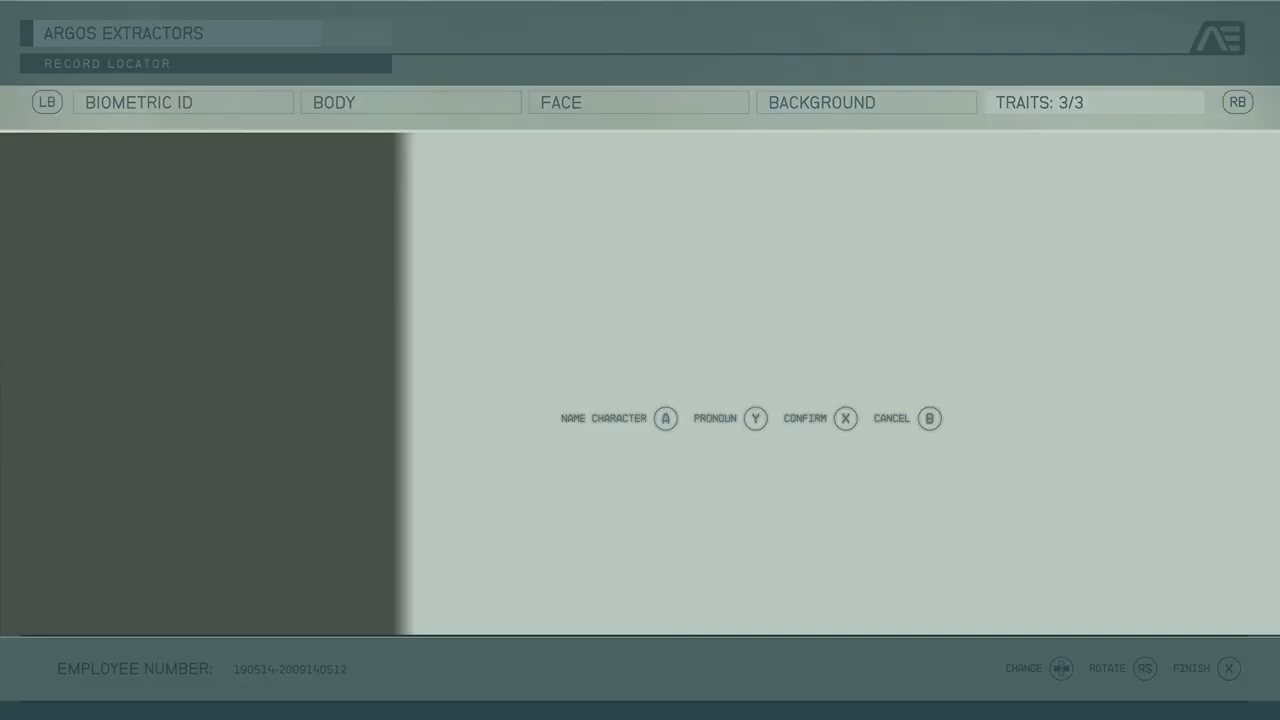 ARGOS EXTRACTORS
RECORD LOCATOR
LB BIOMETRIC ID BODY FACE BACKGROUND TRAITS: 3/3 RB
NAME CHARACTER A PRONOUN Y CONFIRM X CANCEL B
EMPLOYEE NUMBER: 190514-2009140512 CHANGE ROTATE RS FINISH X